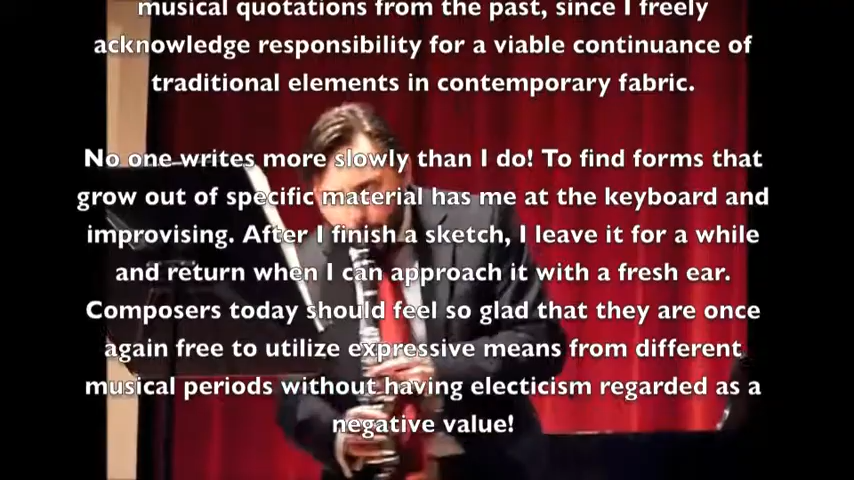 musical quotations from the past, since I freely
acknowledge responsibility for a viable continuance of
traditional elements in contemporary fabric.
No one writes more slowly than I do! To find forms that
grow out of specific material has me at the keyboard and
improvising. After I finish a sketch, I leave it for a while
and return when I can approach it with a fresh ear.
Composers today should feel so glad that they are once
again free to utilize expressive means from different
musical periods without having electicism regarded as a
negative value!